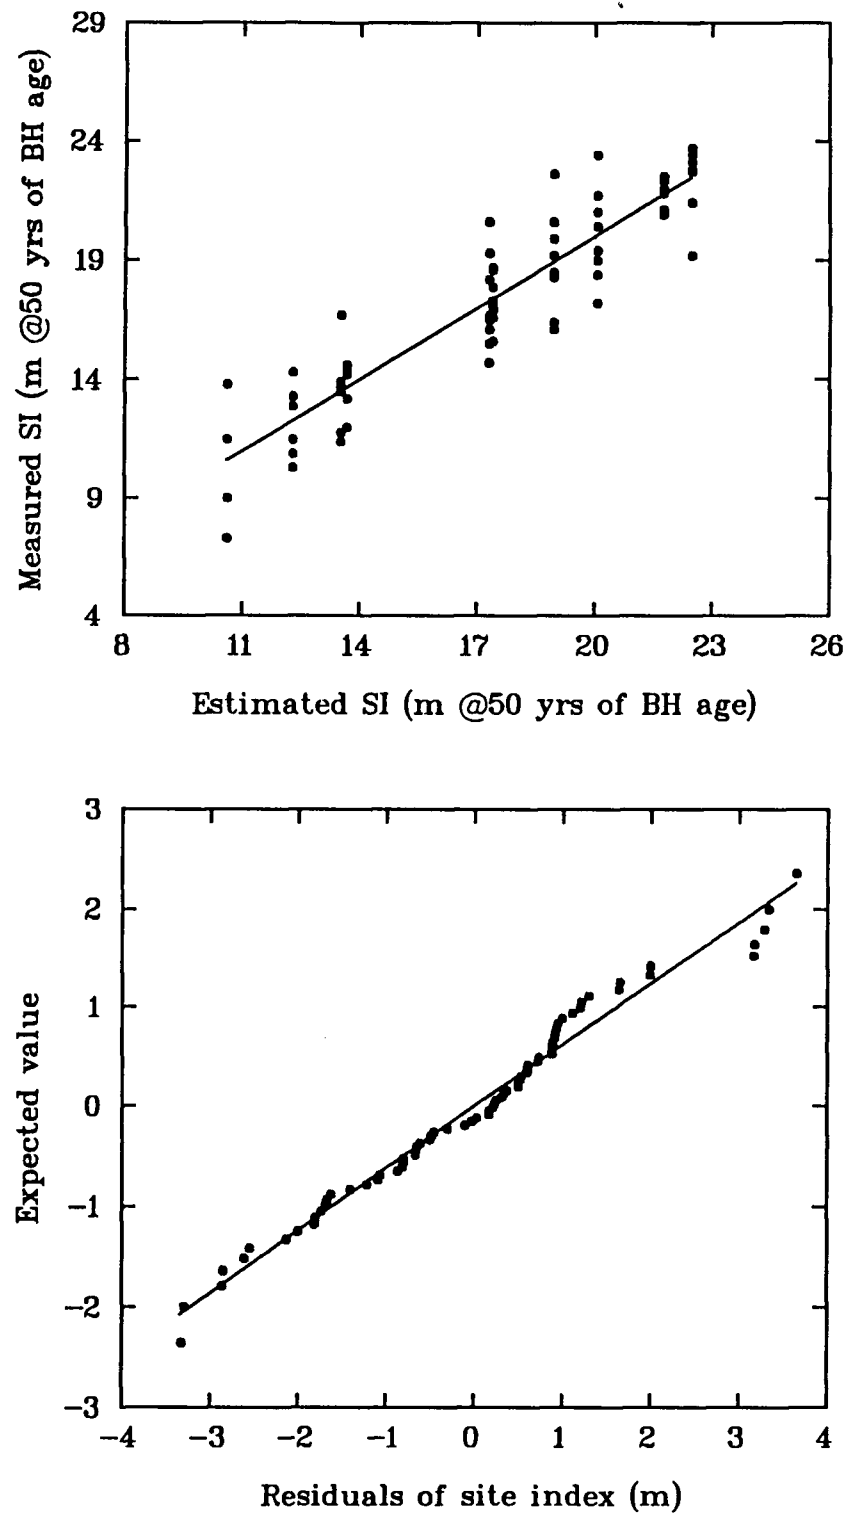 29
24
19
14
9
4
Measured SI (m @50 yrs of BH age)
8 11 14 17 20 23 26
Estimated SI (m @50 yrs of BH age)
3
2
1
0
−1
−2
−3
Expected value
−4 −3 −2 −1 0 1 2 3 4
Residuals of site index (m)